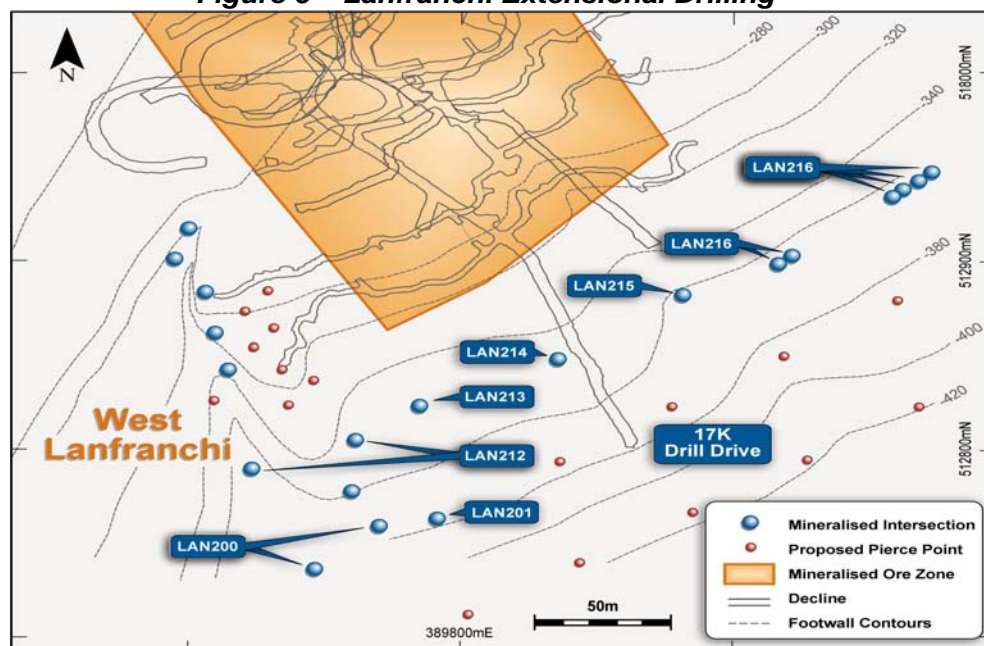 Figure – Lanfranchi Extensional Drilling
N
-280
-300
-320
518000mN
-340
LAN216
LAN216
-380
512900mN
LAN215
LAN214
-400
LAN213
-420
West
Lanfranchi
17K
Drill Drive
512800mN
LAN212
LAN201
LAN200
Mineralised Intersection
Proposed Pierce Point
Mineralised Ore Zone
Decline
Footwall Contours
50m
389800mE